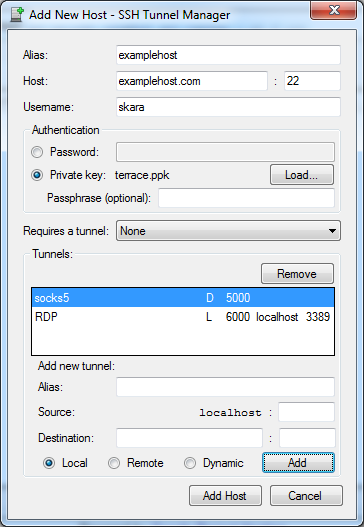 Add New Host - SSH Tunnel Manager
Alias: examplehost
Host: examplehost.com : 22
Username: skara
Authentication
Password:
Private key: terrace.ppk Load...
Passphrase (optional):
Requires a tunnel: None
Tunnels:
Remove
socks5 D 5000
RDP L 6000 localhost 3389
Add new tunnel:
Alias:
Source: localhost :
Destination: :
Local Remote Dynamic Add
Add Host Cancel